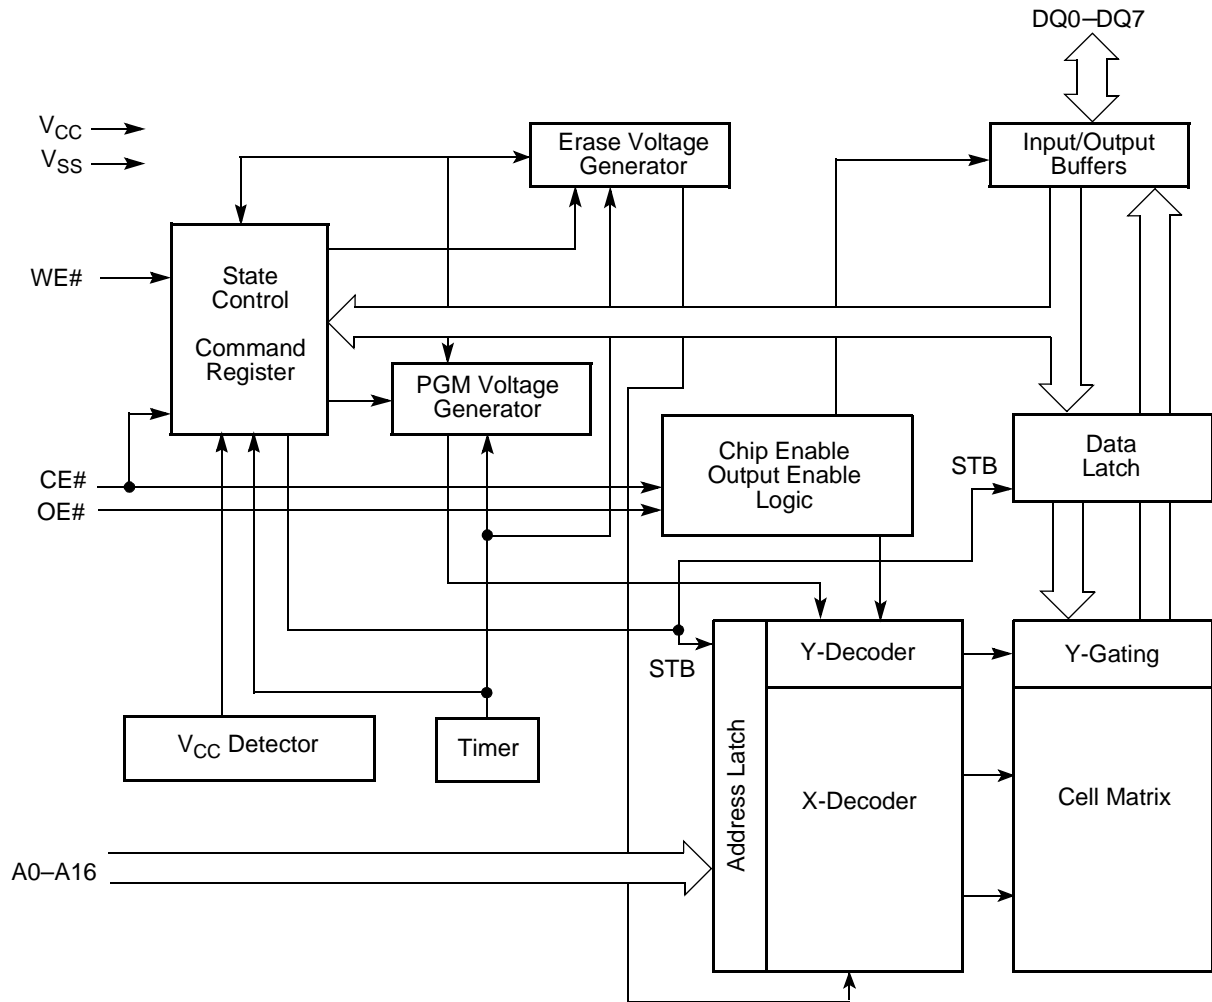 DQ0–DQ7
VCC
VSS
Erase Voltage
Generator
Input/Output
Buffers
WE#
State
Control
Command
Register
PGM Voltage
Generator
Chip Enable
Output Enable
Logic
STB
Data
Latch
CE#
OE#
STB
Y-Decoder
Y-Gating
VCC Detector
Timer
Address Latch
X-Decoder
Cell Matrix
A0–A16